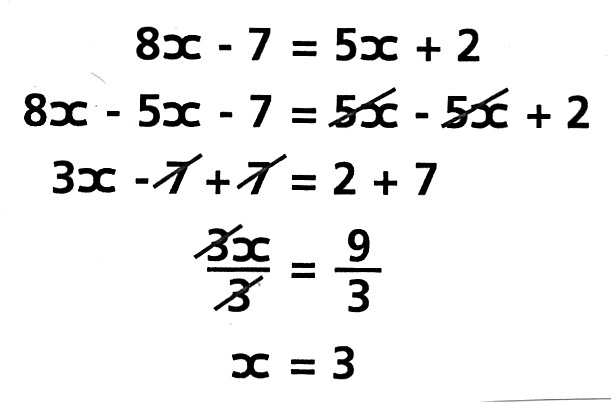 8x - 7 = 5x + 2
8x - 5x - 7 = 5x - 5x + 2
3x - 7 + 7 = 2 + 7
3x/3 = 9/3
x = 3